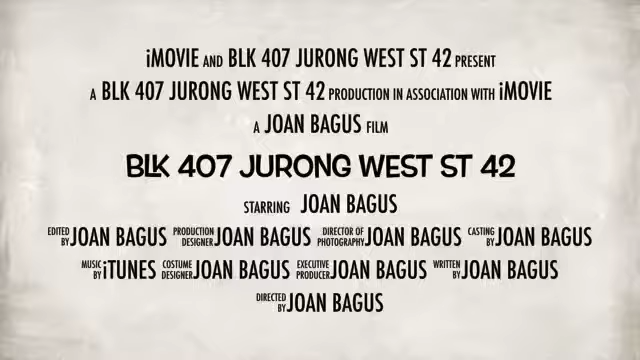 iMOVIE AND BLK 407 JURONG WEST ST 42 PRESENT
A BLK 407 JURONG WEST ST 42 PRODUCTION IN ASSOCIATION WITH iMOVIE
A JOAN BAGUS FILM
BLK 407 JURONG WEST ST 42
STARRING JOAN BAGUS
EDITED BY JOAN BAGUS PRODUCTION DESIGNER JOAN BAGUS DIRECTOR OF PHOTOGRAPHY JOAN BAGUS CASTING BY JOAN BAGUS
MUSIC BY iTUNES COSTUME DESIGNER JOAN BAGUS EXECUTIVE PRODUCER JOAN BAGUS WRITTEN BY JOAN BAGUS
DIRECTED BY JOAN BAGUS